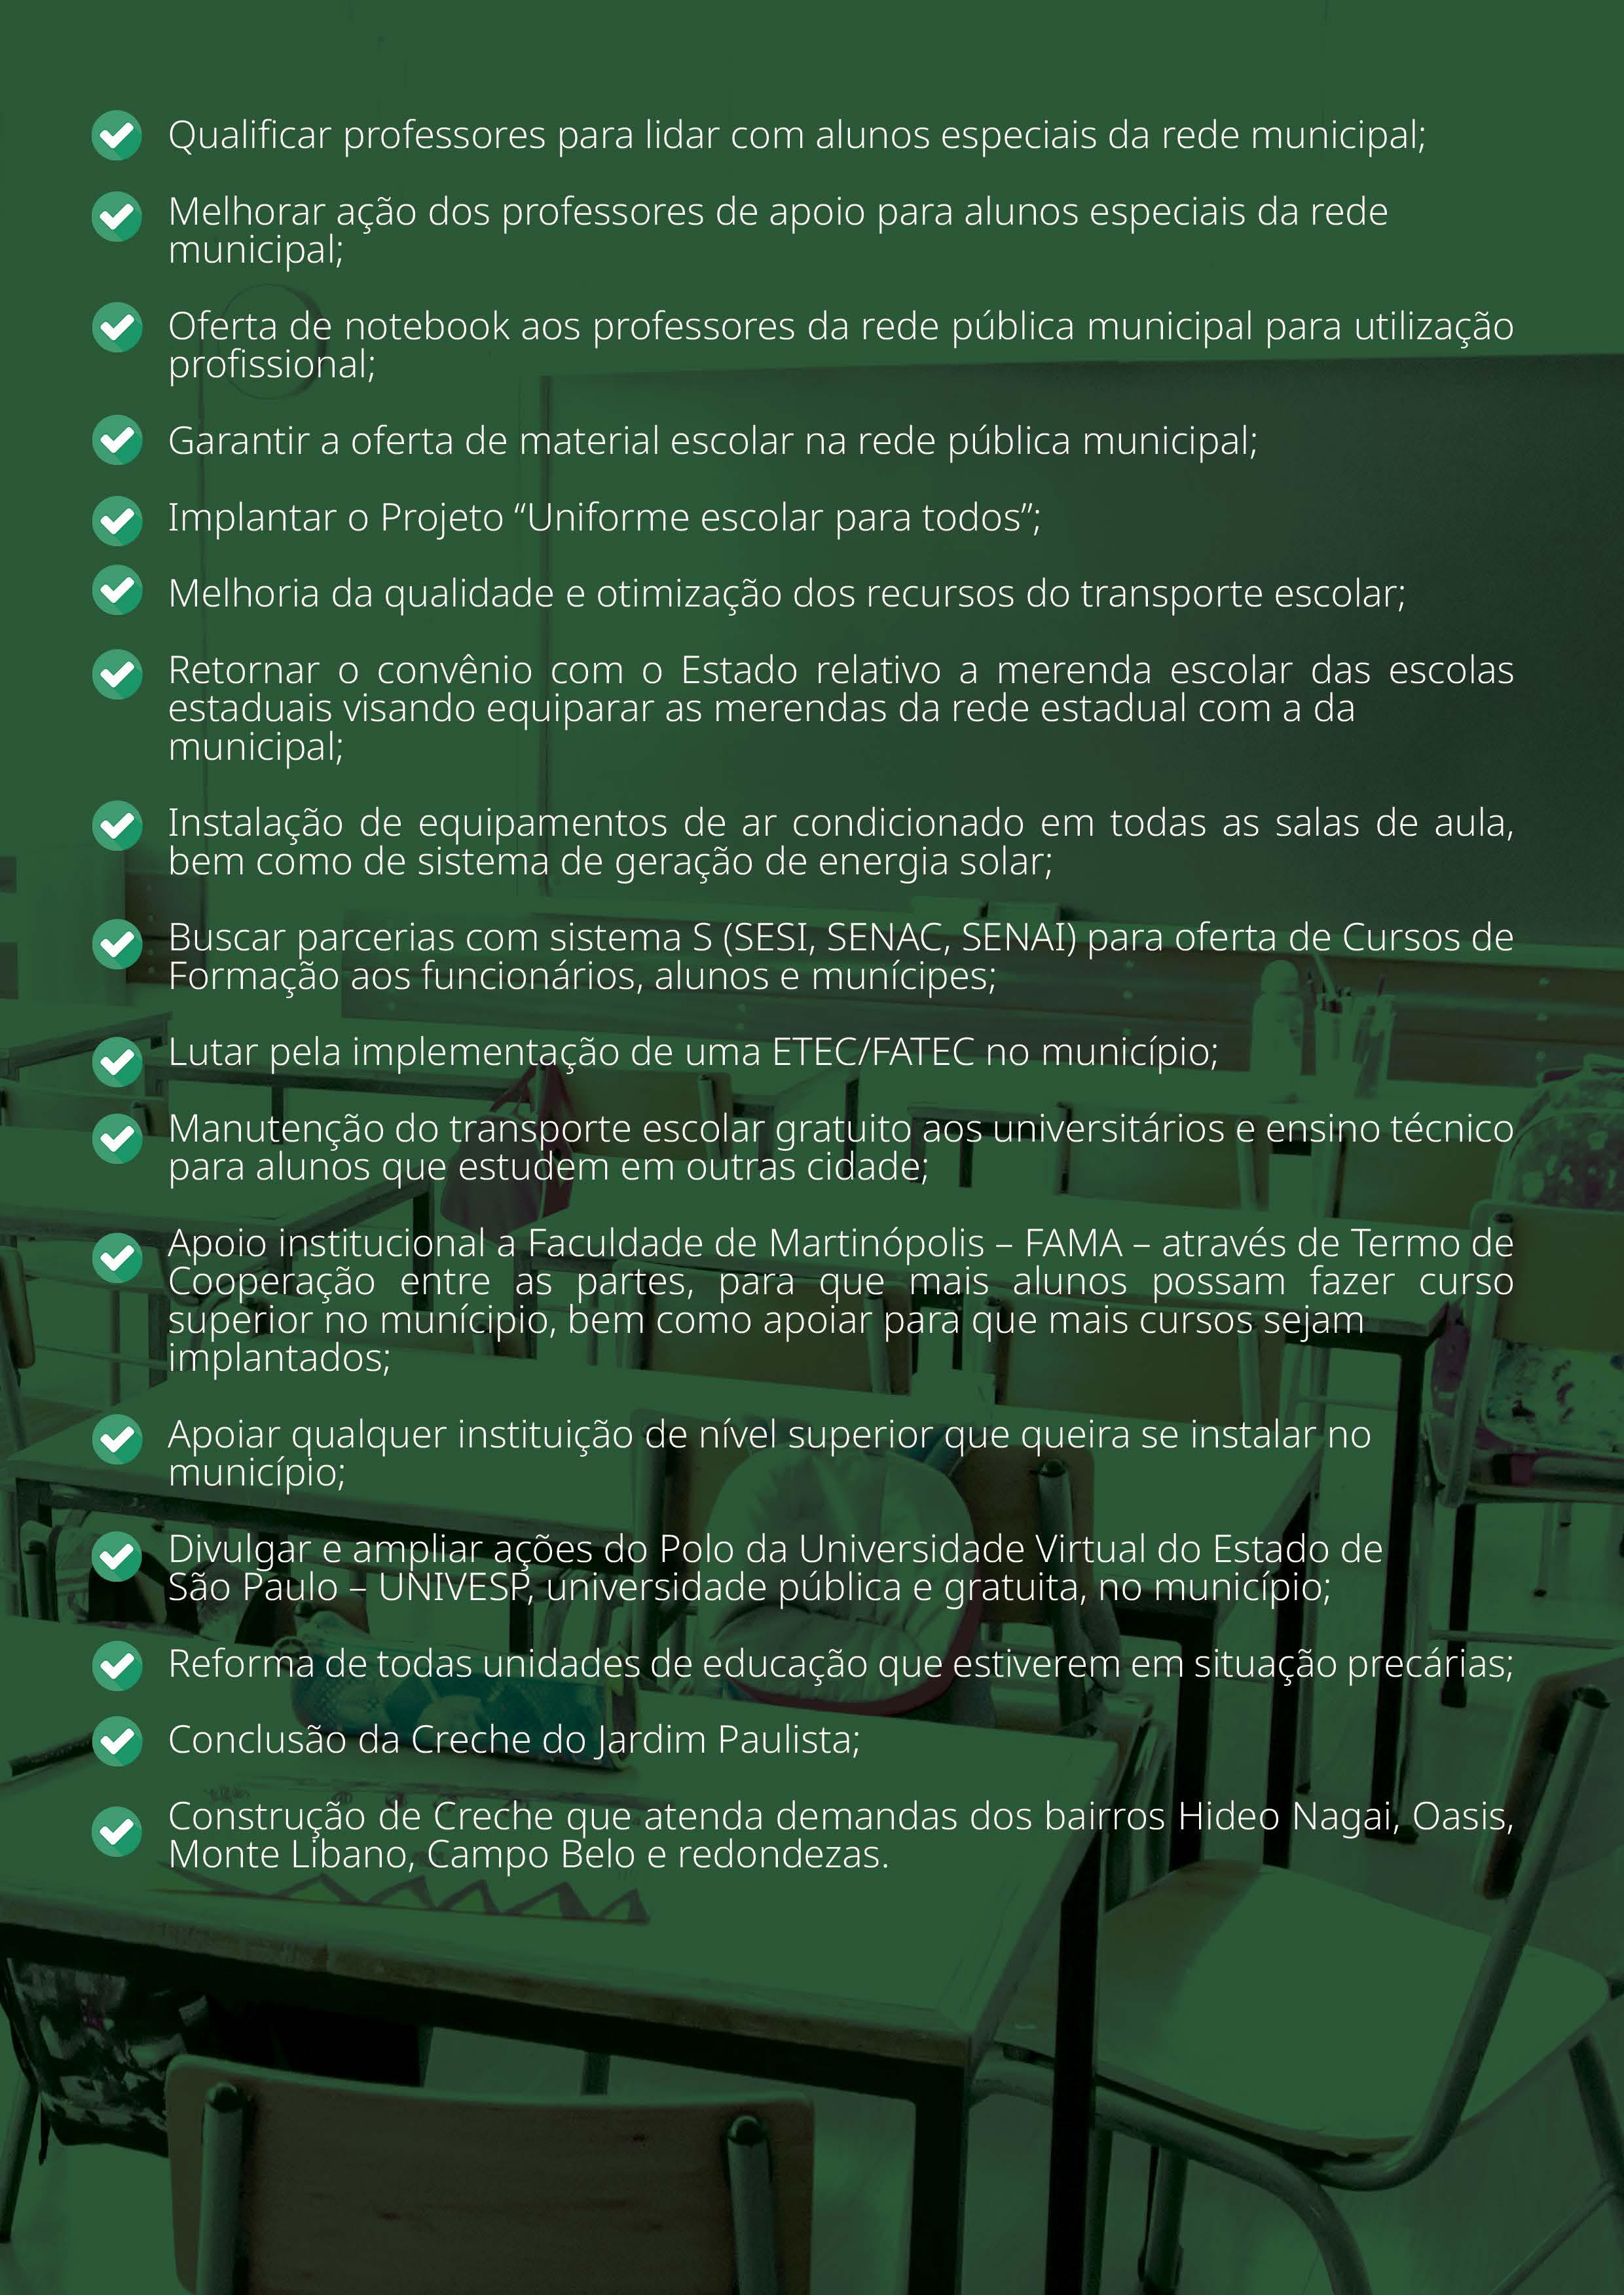 Qualificar professores para lidar com alunos especiais da rede municipal;
Melhorar ação dos professores de apoio para alunos especiais da rede
municipal;
Oferta de notebook aos professores da rede pública municipal para utilização
profissional;
Garantir a oferta de material escolar na rede pública municipal;
Implantar o Projeto “Uniforme escolar para todos”;
Melhoria da qualidade e otimização dos recursos do transporte escolar;
Retornar o convênio com o Estado relativo a merenda escolar das escolas
estaduais visando equiparar as merendas da rede estadual com a da
municipal;
Instalação de equipamentos de ar condicionado em todas as salas de aula,
bem como de sistema de geração de energia solar;
Buscar parcerias com sistema S (SESI, SENAC, SENAI) para oferta de Cursos de
Formação aos funcionários, alunos e munícipes;
Lutar pela implementação de uma ETEC/FATEC no município;
Manutenção do transporte escolar gratuito aos universitários e ensino técnico
para alunos que estudem em outras cidade;
Apoio institucional a Faculdade de Martinópolis – FAMA – através de Termo de
Cooperação entre as partes, para que mais alunos possam fazer curso
superior no munícipio, bem como apoiar para que mais cursos sejam
implantados;
Apoiar qualquer instituição de nível superior que queira se instalar no
município;
Divulgar e ampliar ações do Polo da Universidade Virtual do Estado de
São Paulo – UNIVESP, universidade pública e gratuita, no município;
Reforma de todas unidades de educação que estiverem em situação precárias;
Conclusão da Creche do Jardim Paulista;
Construção de Creche que atenda demandas dos bairros Hideo Nagai, Oasis,
Monte Libano, Campo Belo e redondezas.